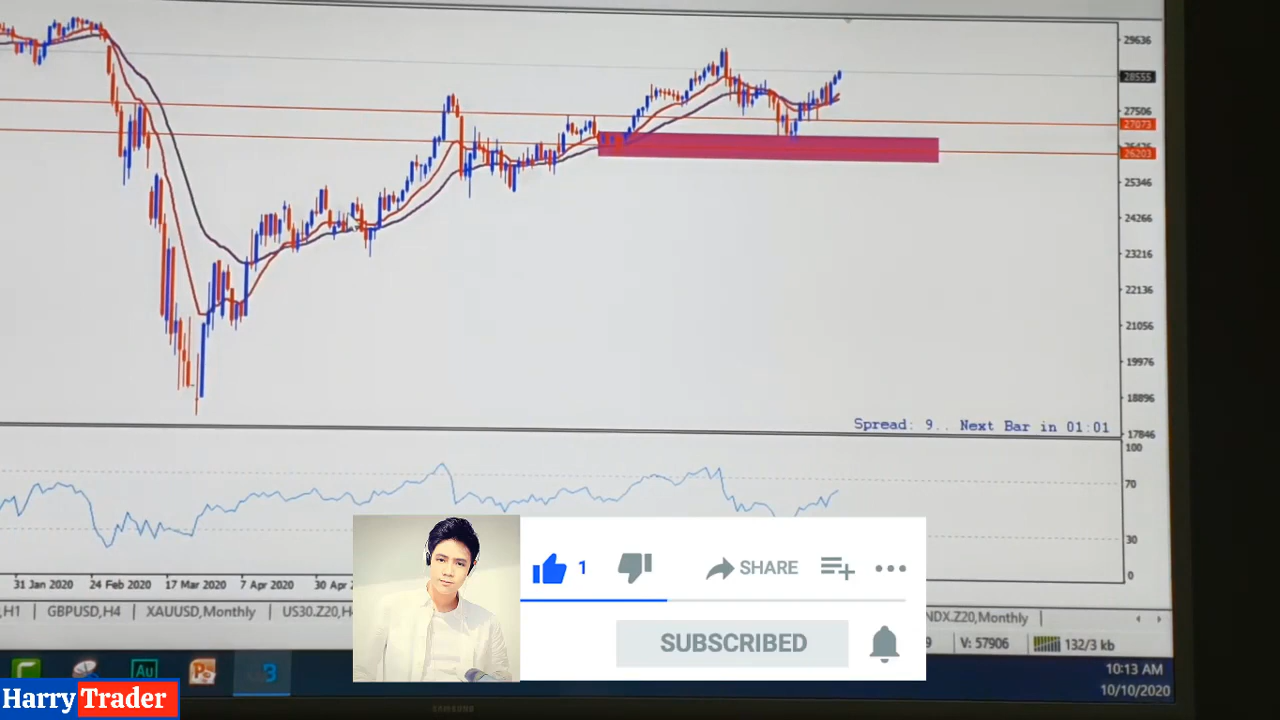 29636
28555
27506
27073
26203
25346
24266
23216
22136
21056
19976
18896
17846
Spread: 9.. Next Bar in 01:01
100
70
30
0
31 Jan 2020
24 Feb 2020
17 Mar 2020
7 Apr 2020
30 Apr
,H1
GBPUSD,H4
XAUUSD,Monthly
US30.Z20,H
NDX.Z20,Monthly
1
SHARE
SUBSCRIBED
9
V: 57906
132/3 kb
Au
10:13 AM
10/10/2020
Harry Trader
SAMSUNG